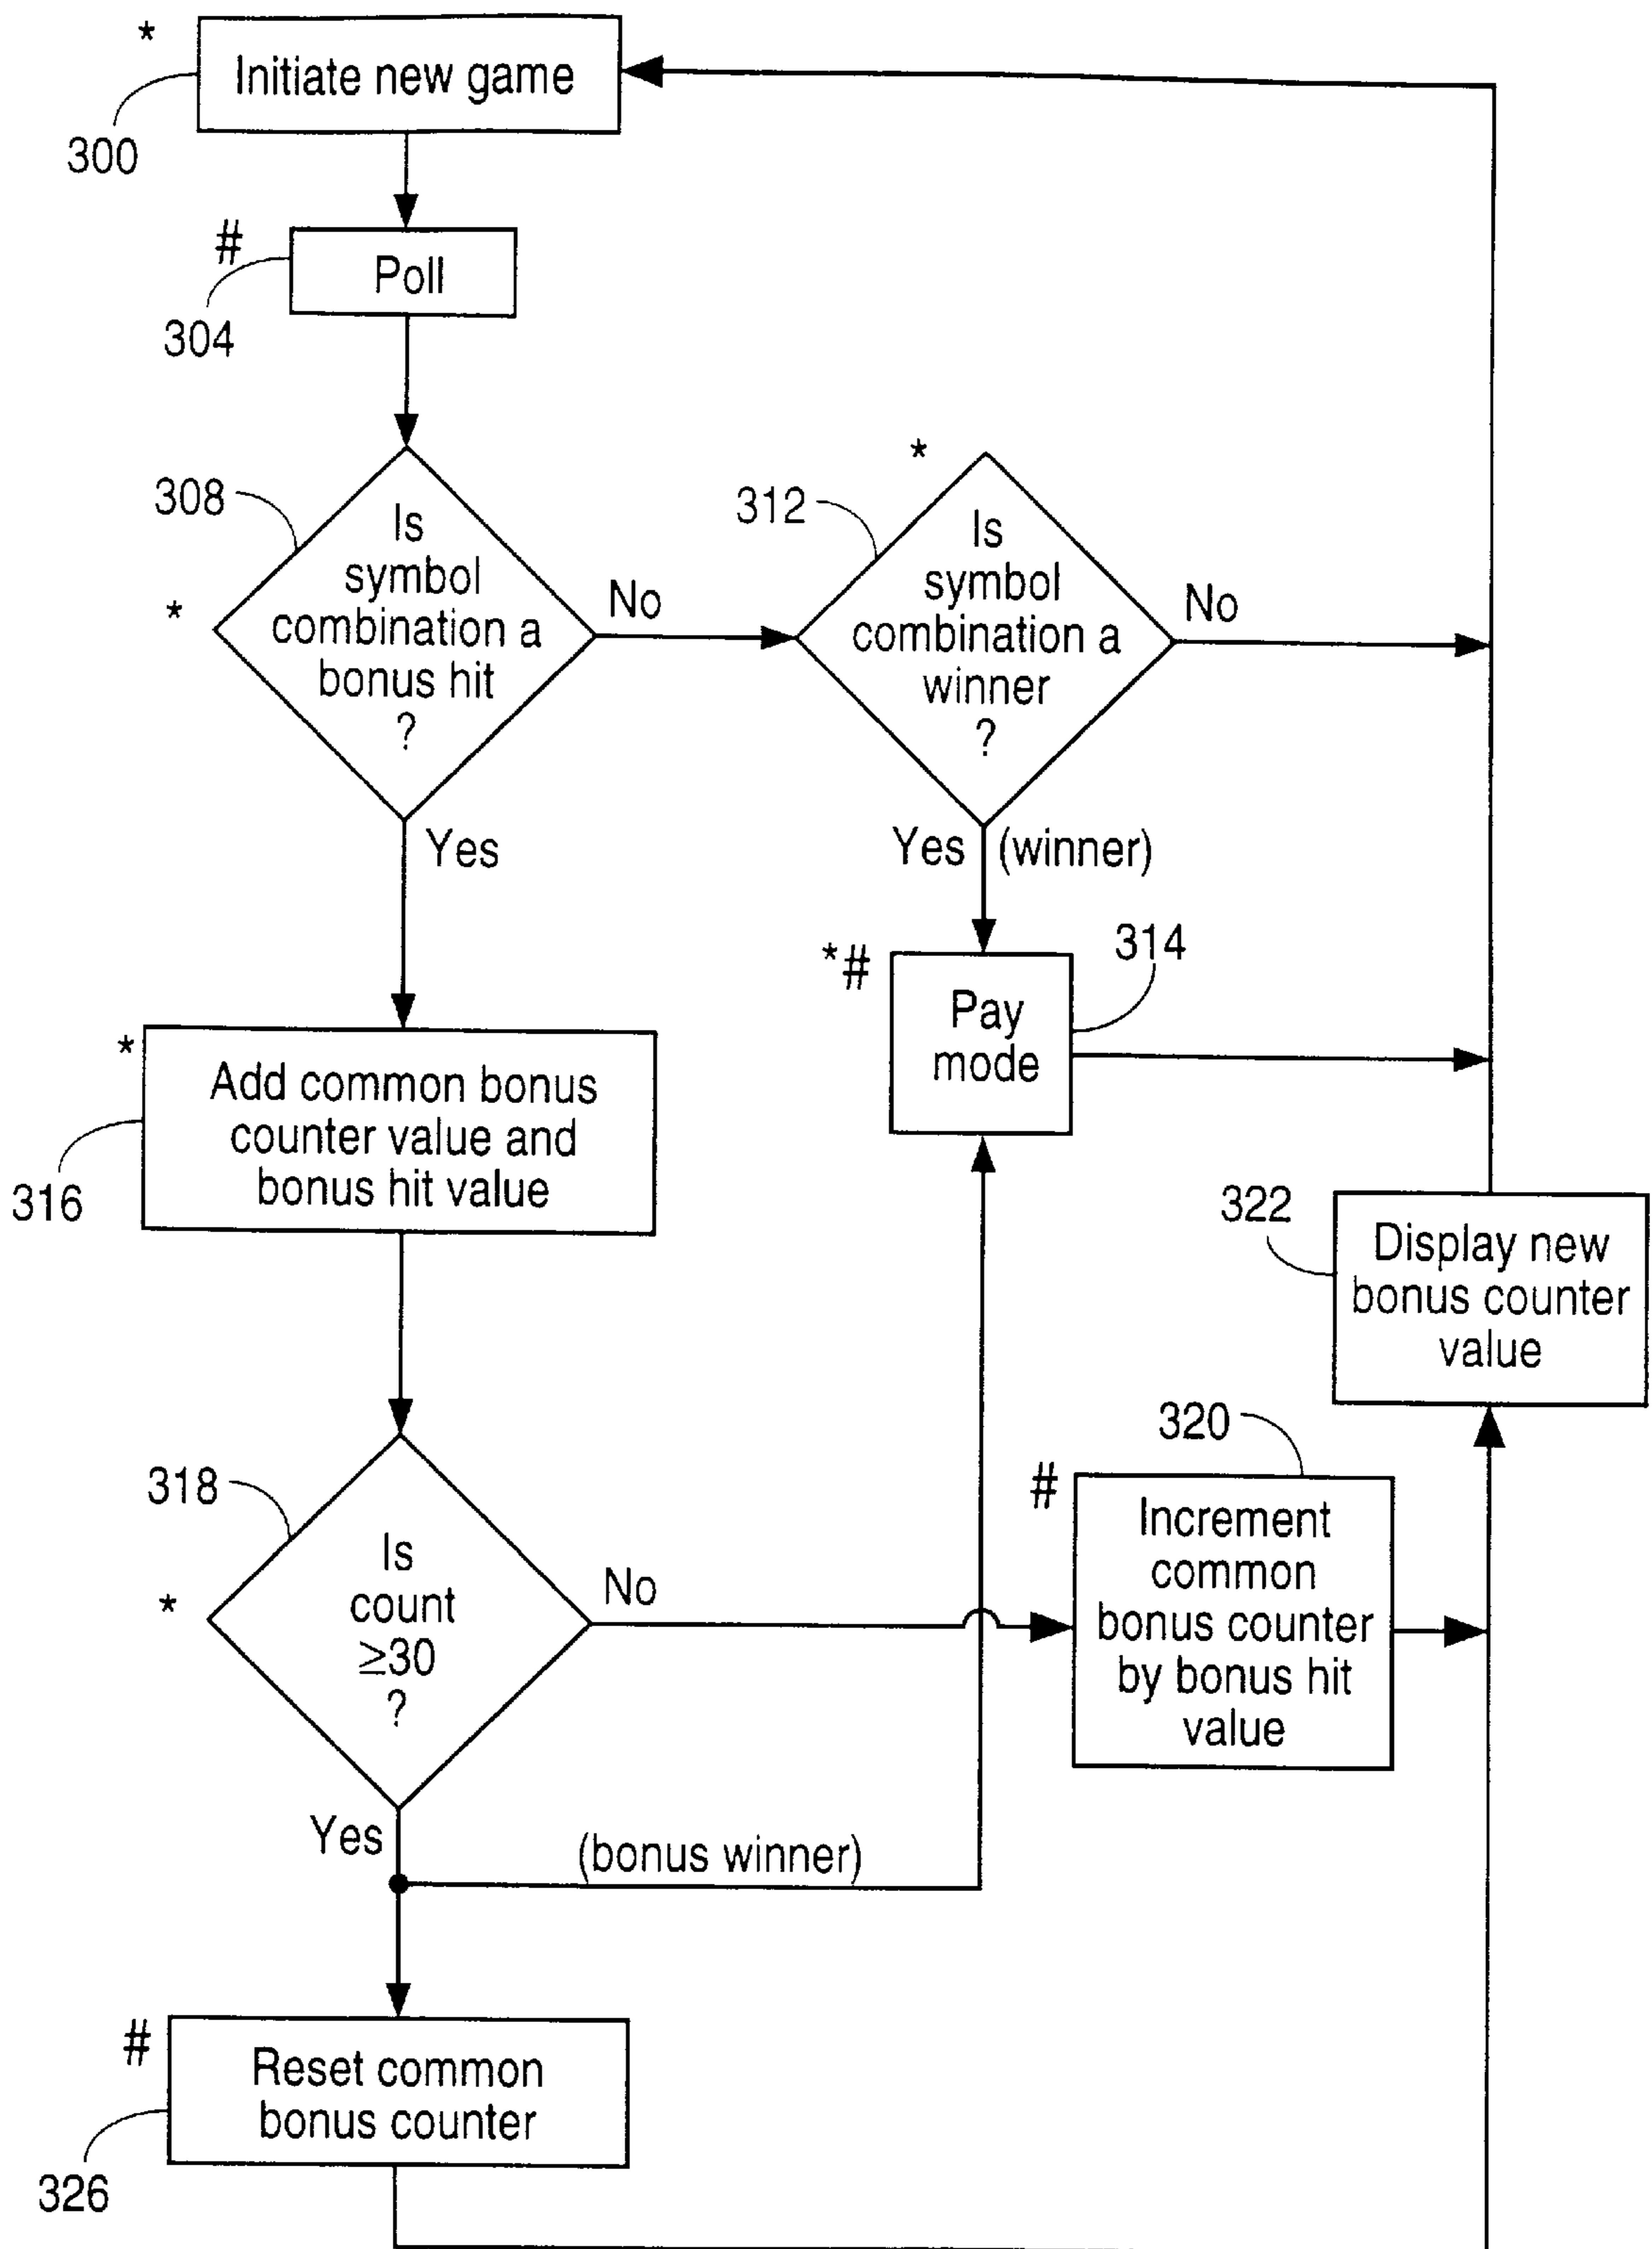 *
Initiate new game
300
#
Poll
304
308
*
Is
symbol
combination a
bonus hit
?
No
Yes
*
312
Is
symbol
combination a
winner
?
No
Yes (winner)
*#
314
Pay
mode
*
Add common bonus
counter value and
bonus hit value
316
322
Display new
bonus counter
value
318
*
Is
count
≥30
?
No
Yes
(bonus winner)
320
#
Increment
common
bonus counter
by bonus hit
value
#
Reset common
bonus counter
326